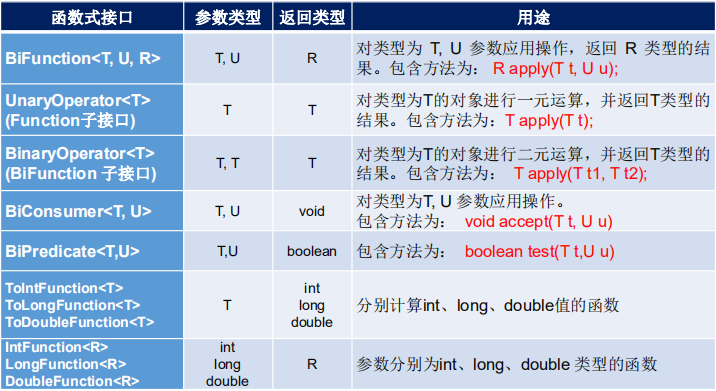 函数式接口 参数类型 返回类型 用途
BiFunction<T, U, R> T, U R 对类型为 T, U 参数应用操作，返回 R 类型的结
果。包含方法为： R apply(T t, U u);
UnaryOperator<T>
(Function子接口) T T 对类型为T的对象进行一元运算，并返回T类型的
结果。包含方法为：T apply(T t);
BinaryOperator<T>
(BiFunction 子接口) T, T T 对类型为T的对象进行二元运算，并返回T类型的
结果。包含方法为： T apply(T t1, T t2);
BiConsumer<T, U> T, U void 对类型为T, U 参数应用操作。
包含方法为： void accept(T t, U u)
BiPredicate<T,U> T,U boolean 包含方法为： boolean test(T t,U u)
ToIntFunction<T>
ToLongFunction<T>
ToDoubleFunction<T>
T
int
long
double
分别计算int、long、double值的函数
IntFunction<R>
LongFunction<R>
DoubleFunction<R>
int
long
double
R
参数分别为int、long、double 类型的函数